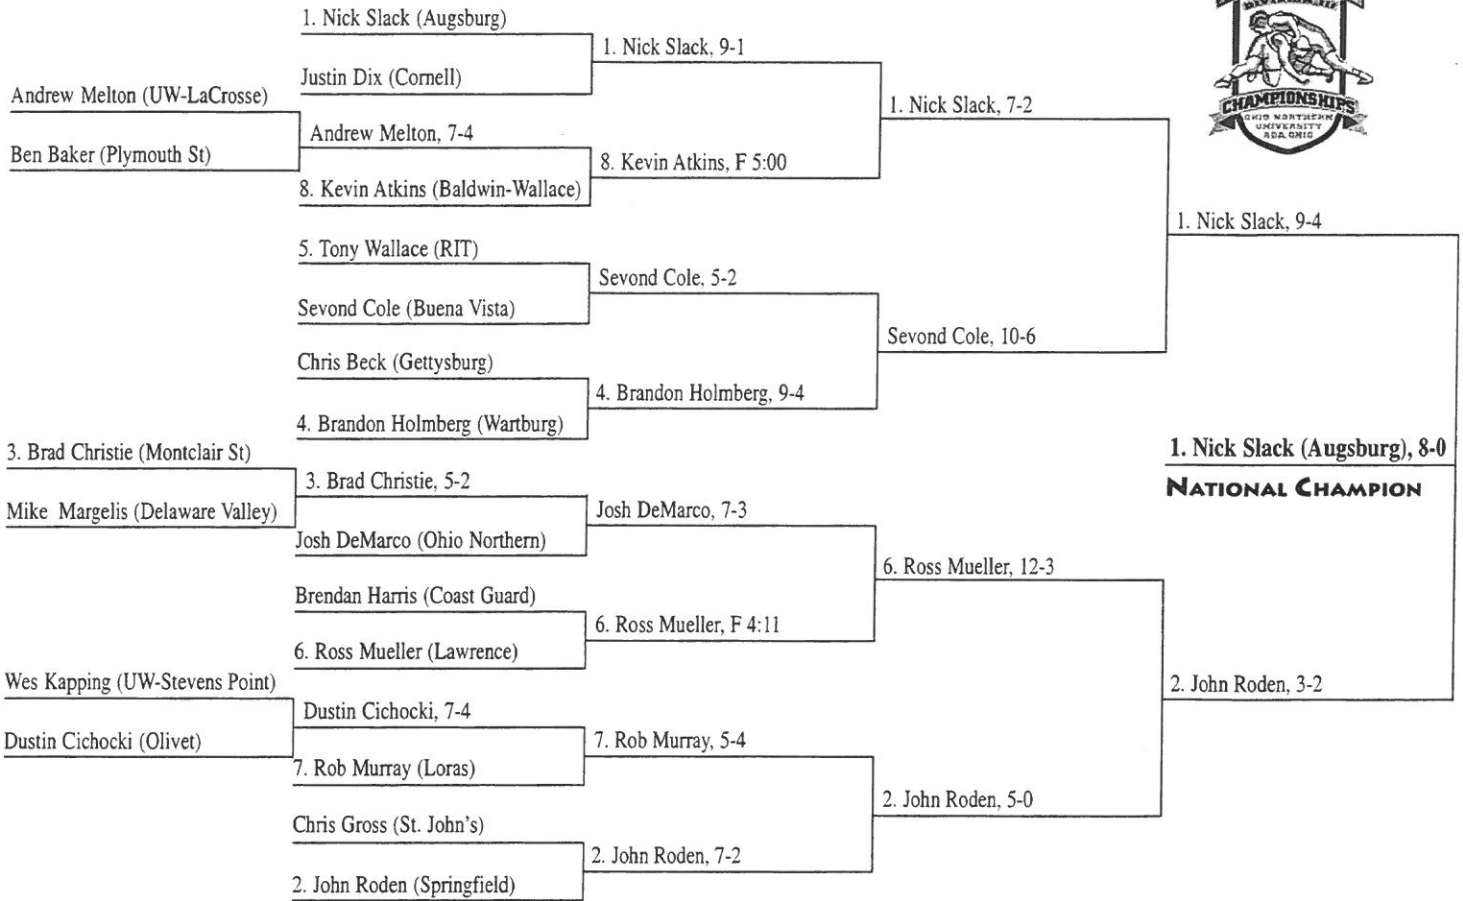 1. Nick Slack (Augsburg)
1. Nick Slack, 9-1
Justin Dix (Cornell)
Andrew Melton (UW-LaCrosse)
1. Nick Slack, 7-2
Andrew Melton, 7-4
Ben Baker (Plymouth St)
8. Kevin Atkins, F 5:00
8. Kevin Atkins (Baldwin-Wallace)
1. Nick Slack, 9-4
5. Tony Wallace (RIT)
Sevond Cole, 5-2
Sevond Cole (Buena Vista)
Sevond Cole, 10-6
Chris Beck (Gettysburg)
4. Brandon Holmberg, 9-4
4. Brandon Holmberg (Wartburg)
1. Nick Slack (Augsburg), 8-0
NATIONAL CHAMPION
3. Brad Christie (Montclair St)
3. Brad Christie, 5-2
Mike Margelis (Delaware Valley)
Josh DeMarco, 7-3
Josh DeMarco (Ohio Northern)
6. Ross Mueller, 12-3
Brendan Harris (Coast Guard)
6. Ross Mueller, F 4:11
6. Ross Mueller (Lawrence)
Wes Kapping (UW-Stevens Point)
2. John Roden, 3-2
Dustin Cichocki, 7-4
Dustin Cichocki (Olivet)
7. Rob Murray, 5-4
7. Rob Murray (Loras)
2. John Roden, 5-0
Chris Gross (St. John's)
2. John Roden, 7-2
2. John Roden (Springfield)
CHAMPIONSHIPS
OHIO NORTHERN
UNIVERSITY
ADA, OHIO